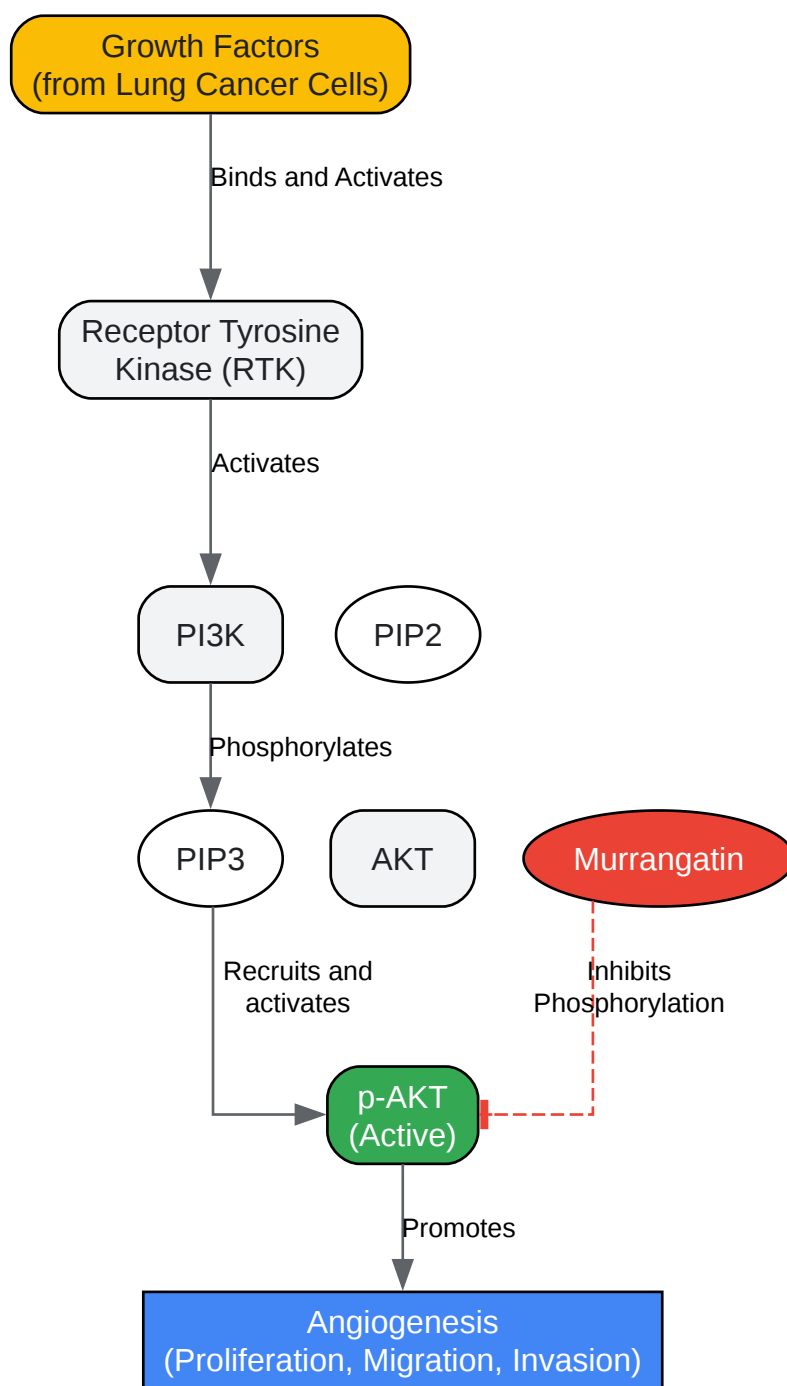 Growth Factors
(from Lung Cancer Cells)
Binds and Activates
Receptor Tyrosine
Kinase (RTK)
Activates
PI3K
PIP2
Phosphorylates
PIP3
AKT
Murrangatin
Recruits and
activates
Inhibits
Phosphorylation
p-AKT
(Active)
Promotes
Angiogenesis
(Proliferation, Migration, Invasion)